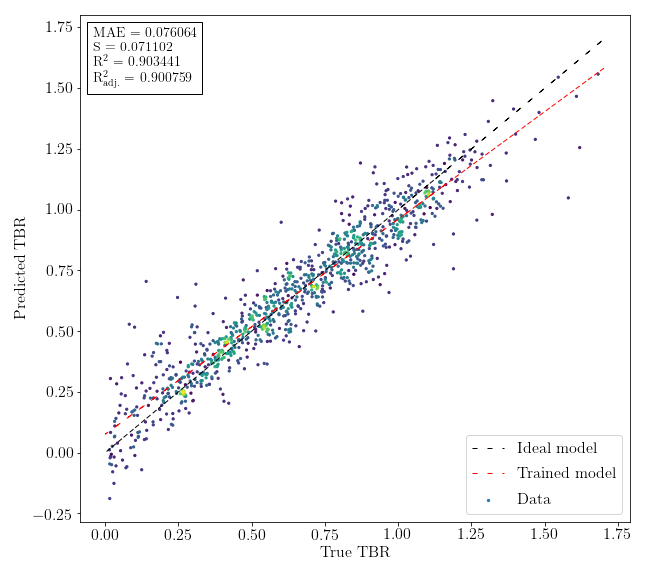 MAE = 0.076064
S = 0.071102
R² = 0.903441
R²adj. = 0.900759
1.75
1.50
1.25
1.00
0.75
0.50
0.25
0.00
−0.25
Predicted TBR
Ideal model
Trained model
Data
0.00 0.25 0.50 0.75 1.00 1.25 1.50 1.75
True TBR